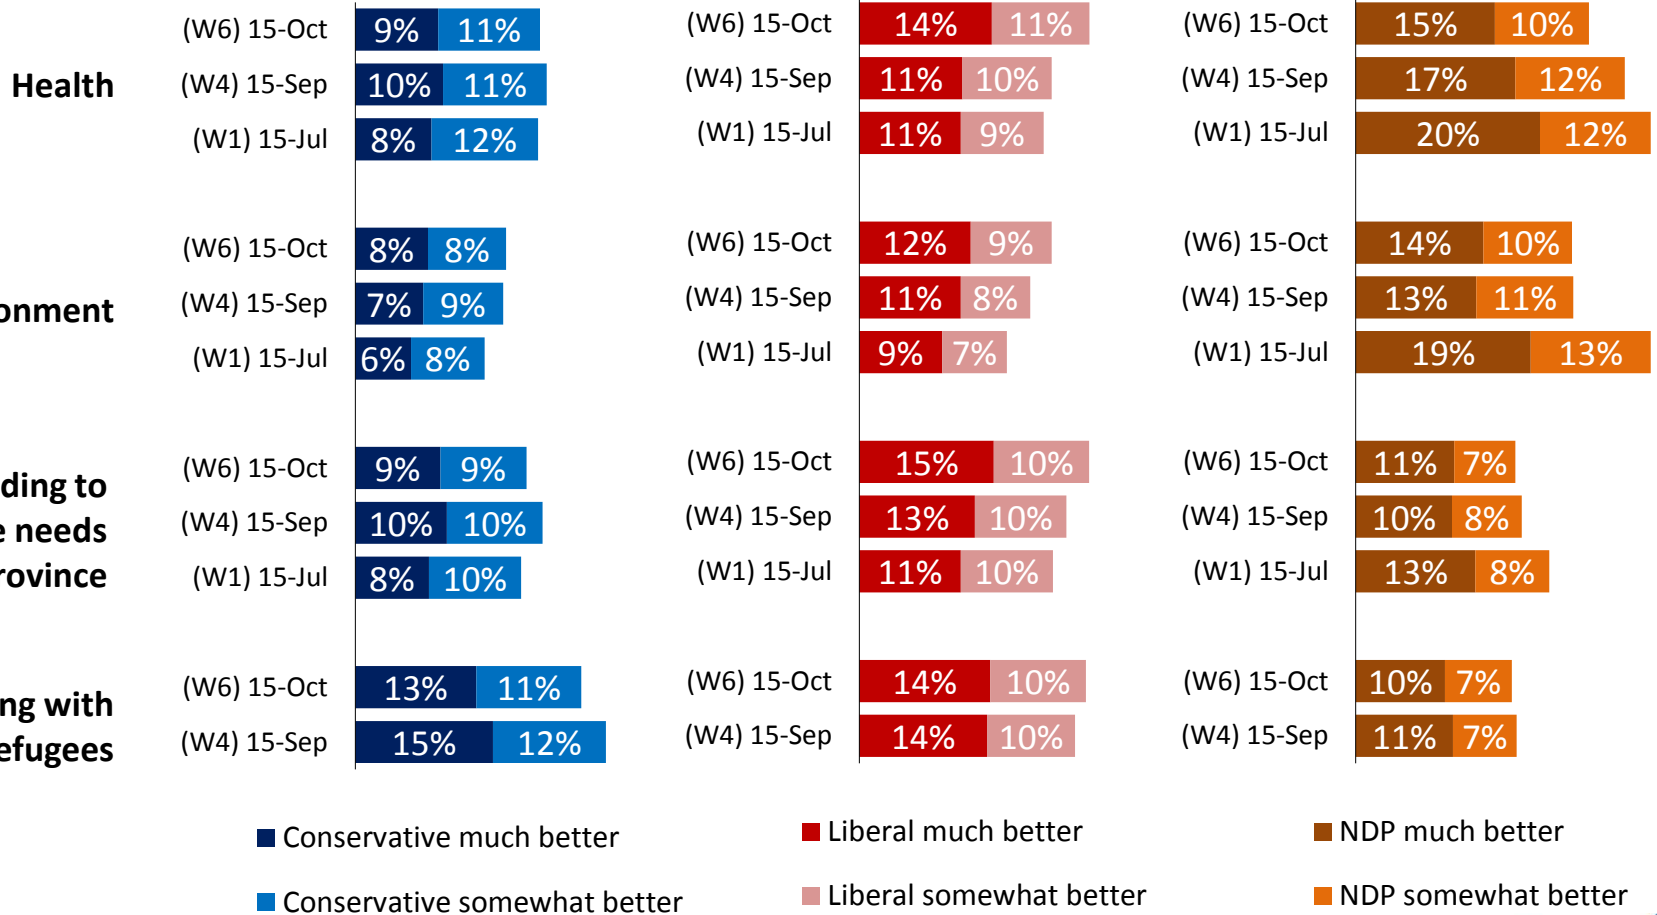 (W6) 15-Oct 9% 11% (W6) 15-Oct 14% 11% (W6) 15-Oct 15% 10%
Health (W4) 15-Sep 10% 11% (W4) 15-Sep 11% 10% (W4) 15-Sep 17% 12%
(W1) 15-Jul 8% 12% (W1) 15-Jul 11% 9% (W1) 15-Jul 20% 12%
(W6) 15-Oct 8% 8% (W6) 15-Oct 12% 9% (W6) 15-Oct 14% 10%
onment (W4) 15-Sep 7% 9% (W4) 15-Sep 11% 8% (W4) 15-Sep 13% 11%
(W1) 15-Jul 6% 8% (W1) 15-Jul 9% 7% (W1) 15-Jul 19% 13%
(W6) 15-Oct 9% 9% (W6) 15-Oct 15% 10% (W6) 15-Oct 11% 7%
ding to
e needs (W4) 15-Sep 10% 10% (W4) 15-Sep 13% 10% (W4) 15-Sep 10% 8%
rovince (W1) 15-Jul 8% 10% (W1) 15-Jul 11% 10% (W1) 15-Jul 13% 8%
ng with (W6) 15-Oct 13% 11% (W6) 15-Oct 14% 10% (W6) 15-Oct 10% 7%
efugees (W4) 15-Sep 15% 12% (W4) 15-Sep 14% 10% (W4) 15-Sep 11% 7%
Conservative much better Liberal much better NDP much better
Conservative somewhat better Liberal somewhat better NDP somewhat better